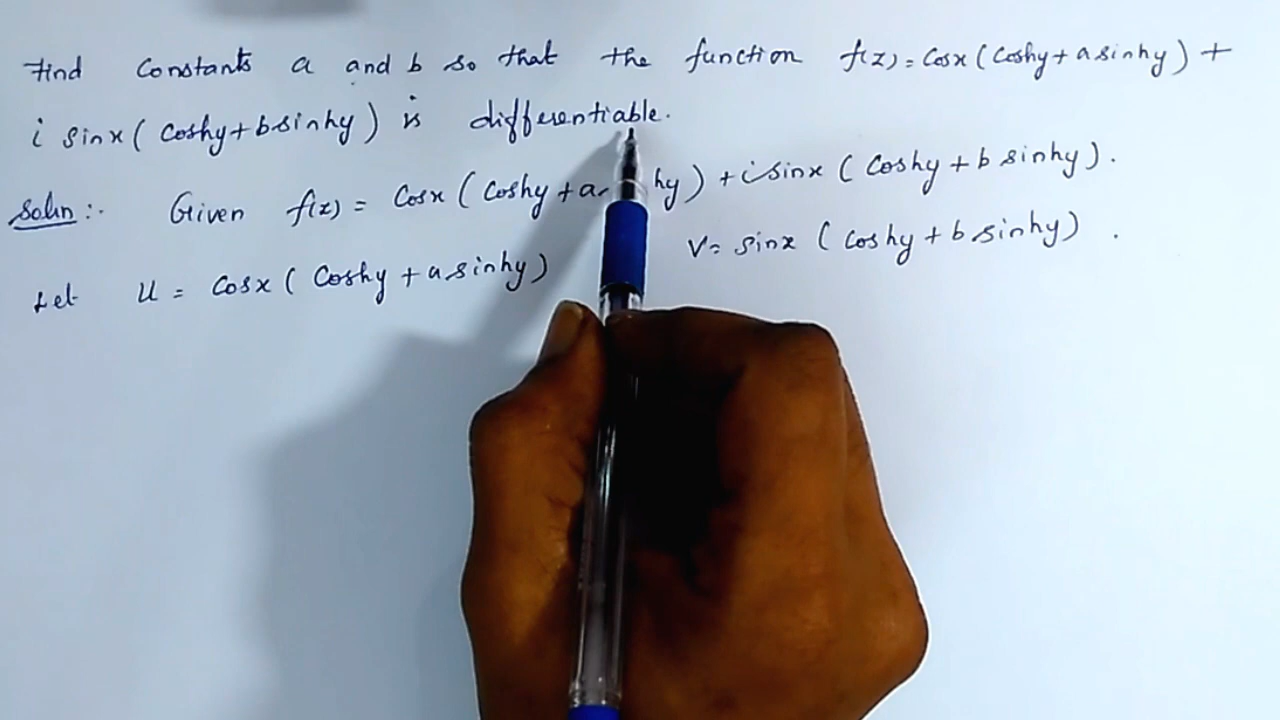 Find Constants a and b so that the function f(z) = Cosx (Coshy + a sinhy) +
i sinx ( Coshy + b sinhy ) is differentiable.
Soln :- Given f(z) = Cosx ( Coshy + a hy ) + i sinx ( Coshy + b sinhy ) .
Let U = Cosx ( Coshy + a sinhy ) V = sinx ( Coshy + b sinhy ) .